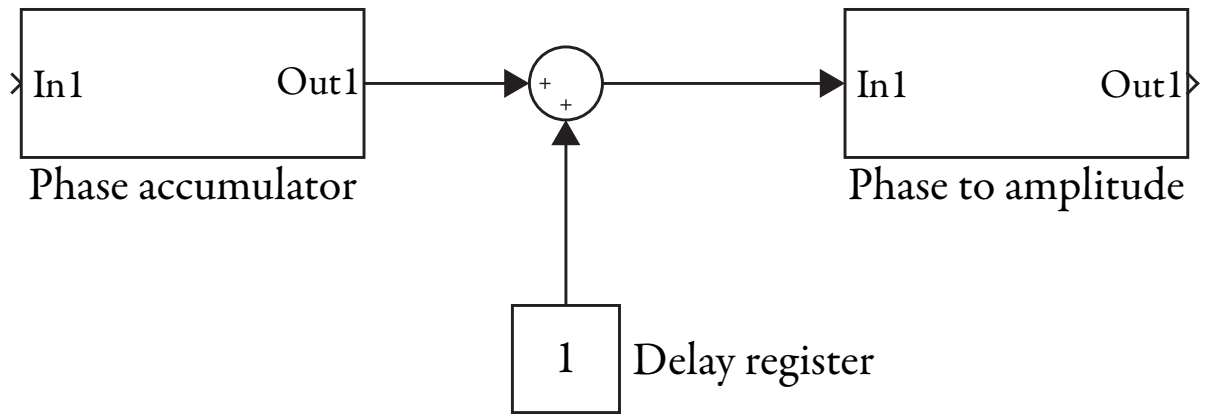 In1
Out1
Phase accumulator
+
+
In1
Out1
Phase to amplitude
1
Delay register